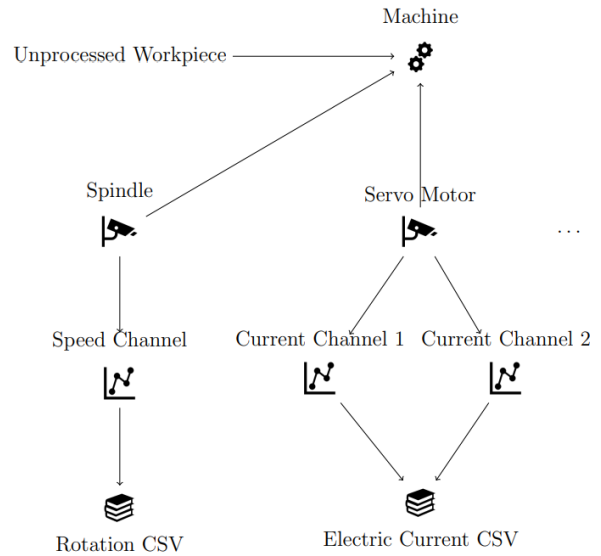 Machine
Unprocessed Workpiece
Spindle
Servo Motor
...
Speed Channel
Current Channel 1
Current Channel 2
Rotation CSV
Electric Current CSV